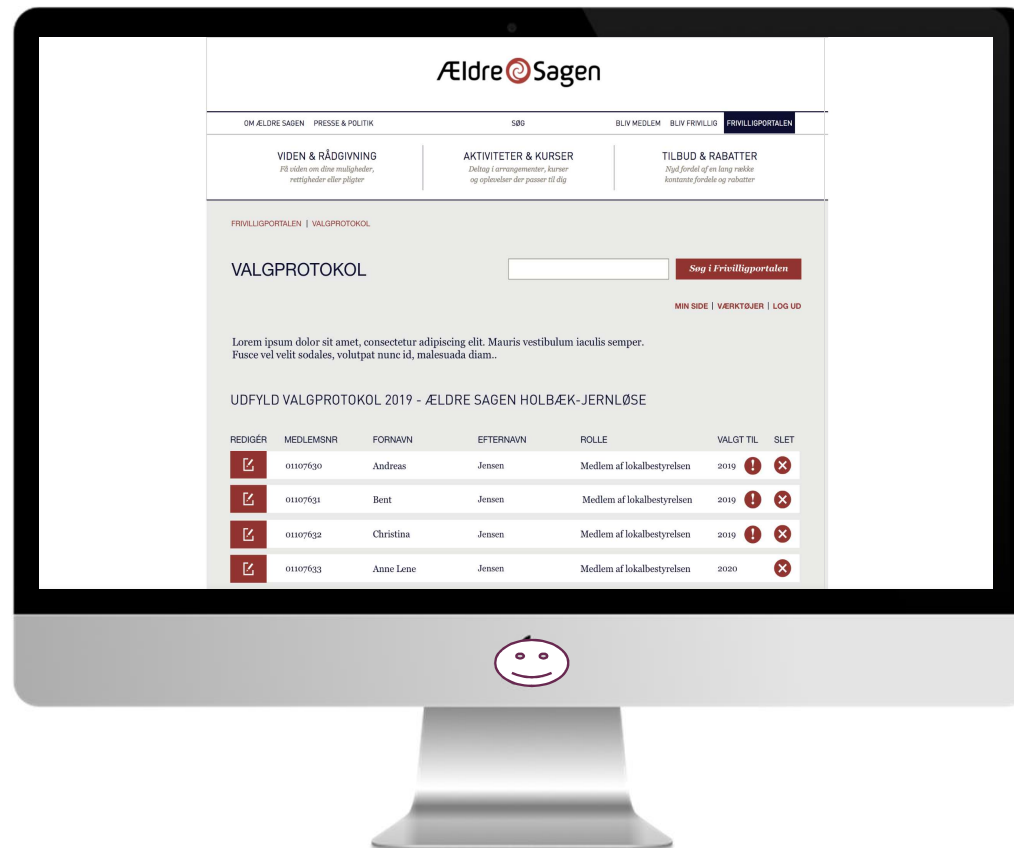 Ældre Sagen
OM ÆLDRE SAGEN PRESSE & POLITIK SØG BLIV MEDLEM BLIV FRIVILLIG FRIVILLIGPORTALEN
VIDEN & RÅDGIVNING
Få viden om dine muligheder,
rettigheder eller pligter
AKTIVITETER & KURSER
Deltag i arrangementer, kurser
og oplevelser der passer til dig
TILBUD & RABATTER
Nyd fordel af en lang række
kontante fordele og rabatter
FRIVILLIGPORTALEN | VALGPROTOKOL
VALGPROTOKOL
Søg i Frivilligportalen
MIN SIDE | VÆRKTØJER | LOG UD
Lorem ipsum dolor sit amet, consectetur adipiscing elit. Mauris vestibulum iaculis semper.
Fusce vel velit sodales, volutpat nunc id, malesuada diam..
UDFYLD VALGPROTOKOL 2019 - ÆLDRE SAGEN HOLBÆK-JERNLØSE
REDIGÉR MEDLEMSNR FORNAVN EFTERNAVN ROLLE VALGT TIL SLET
01107630 Andreas Jensen Medlem af lokalbestyrelsen 2019
01107631 Bent Jensen Medlem af lokalbestyrelsen 2019
01107632 Christina Jensen Medlem af lokalbestyrelsen 2019
01107633 Anne Lene Jensen Medlem af lokalbestyrelsen 2020